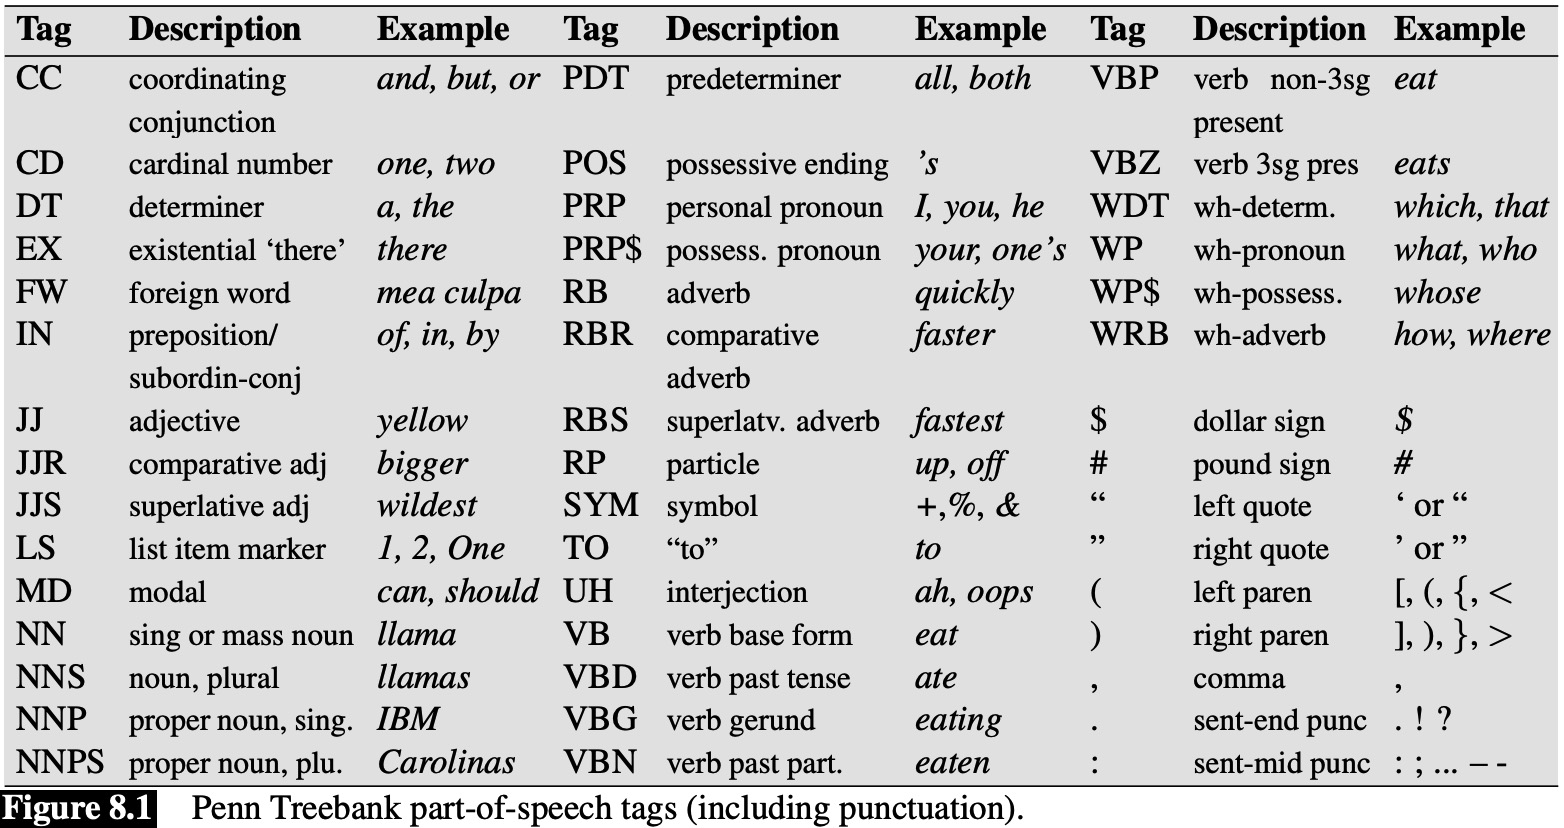 Tag Description Example Tag Description Example Tag Description Example
CC coordinating and, but, or PDT predeterminer all, both VBP verb non-3sg eat
conjunction present
CD cardinal number one, two POS possessive ending ’s VBZ verb 3sg pres eats
DT determiner a, the PRP personal pronoun I, you, he WDT wh-determ. which, that
EX existential ‘there’ there PRP$ possess. pronoun your, one’s WP wh-pronoun what, who
FW foreign word mea culpa RB adverb quickly WP$ wh-possess. whose
IN preposition/ of, in, by RBR comparative faster WRB wh-adverb how, where
subordin-conj adverb
JJ adjective yellow RBS superlatv. adverb fastest $ dollar sign $
JJR comparative adj bigger RP particle up, off # pound sign #
JJS superlative adj wildest SYM symbol +,%, & “ left quote ‘ or “
LS list item marker 1, 2, One TO “to” to ” right quote ’ or ”
MD modal can, should UH interjection ah, oops ( left paren [, (, {, <
NN sing or mass noun llama VB verb base form eat ) right paren ], ), }, >
NNS noun, plural llamas VBD verb past tense ate , comma ,
NNP proper noun, sing. IBM VBG verb gerund eating . sent-end punc . ! ?
NNPS proper noun, plu. Carolinas VBN verb past part. eaten : sent-mid punc : ; ... – -
Figure 8.1 Penn Treebank part-of-speech tags (including punctuation).